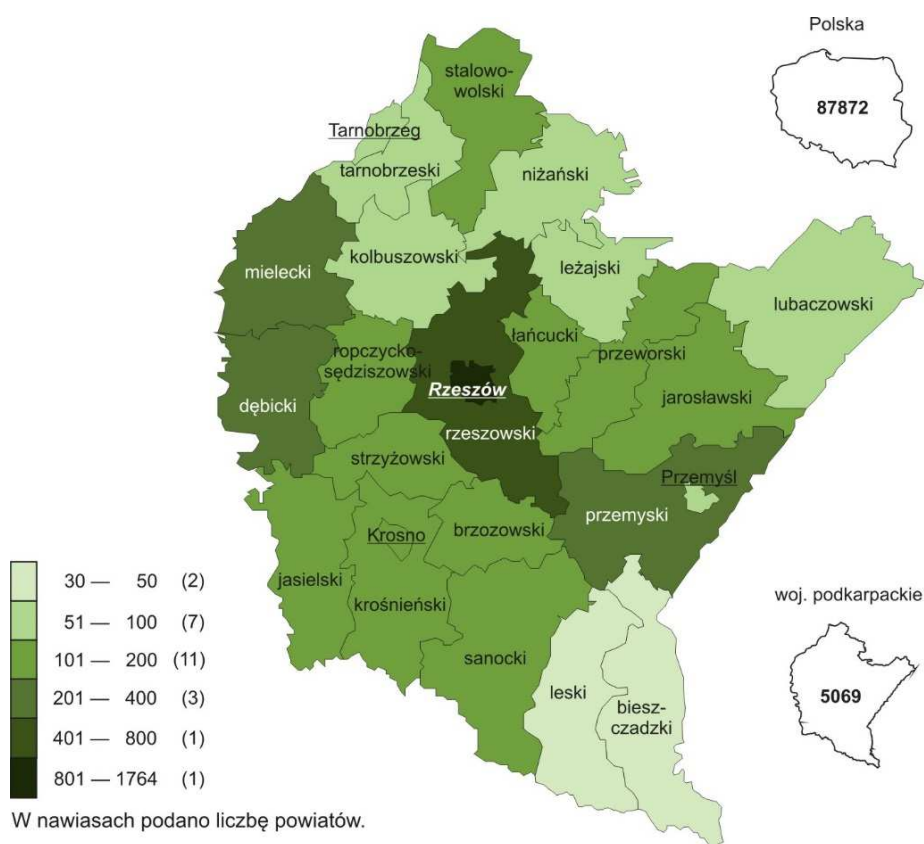 Polska
87872
stalowo-
wolski
Tarnobrzeg
tarnobrzeski
niżański
kolbuszowski
leżajski
mielecki
lubaczowski
łańcucki
ropczycko-
sędziszowski
przeworski
Rzeszów
jarosławski
dębicki
rzeszowski
strzyżowski
Przemyśl
przemyski
Krosno
brzozowski
jasielski
krośnieński
sanocki
leski
biesz-
czadzki
woj. podkarpackie
5069
30 — 50 (2)
51 — 100 (7)
101 — 200 (11)
201 — 400 (3)
401 — 800 (1)
801 — 1764 (1)
W nawiasach podano liczbę powiatów.